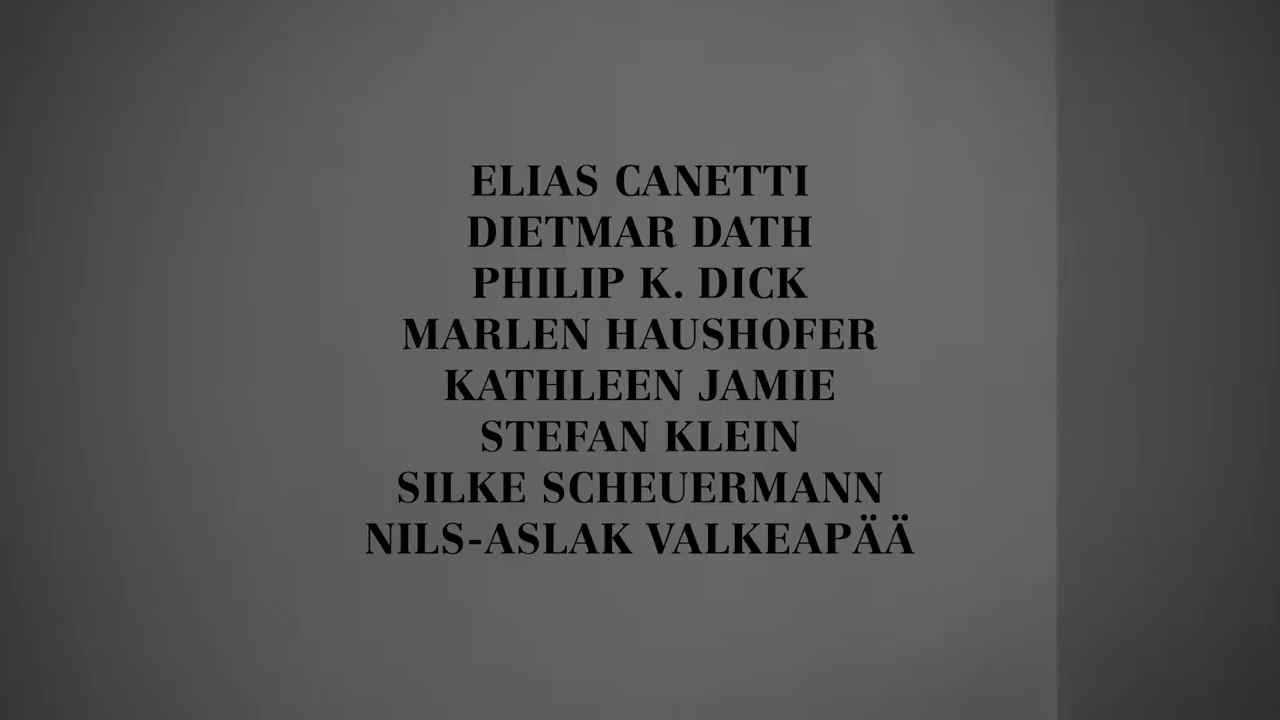 ELIAS CANETTI
DIETMAR DATH
PHILIP K. DICK
MARLEN HAUSHOFER
KATHLEEN JAMIE
STEFAN KLEIN
SILKE SCHEUERMANN
NILS-ASLAK VALKEAPÄÄ